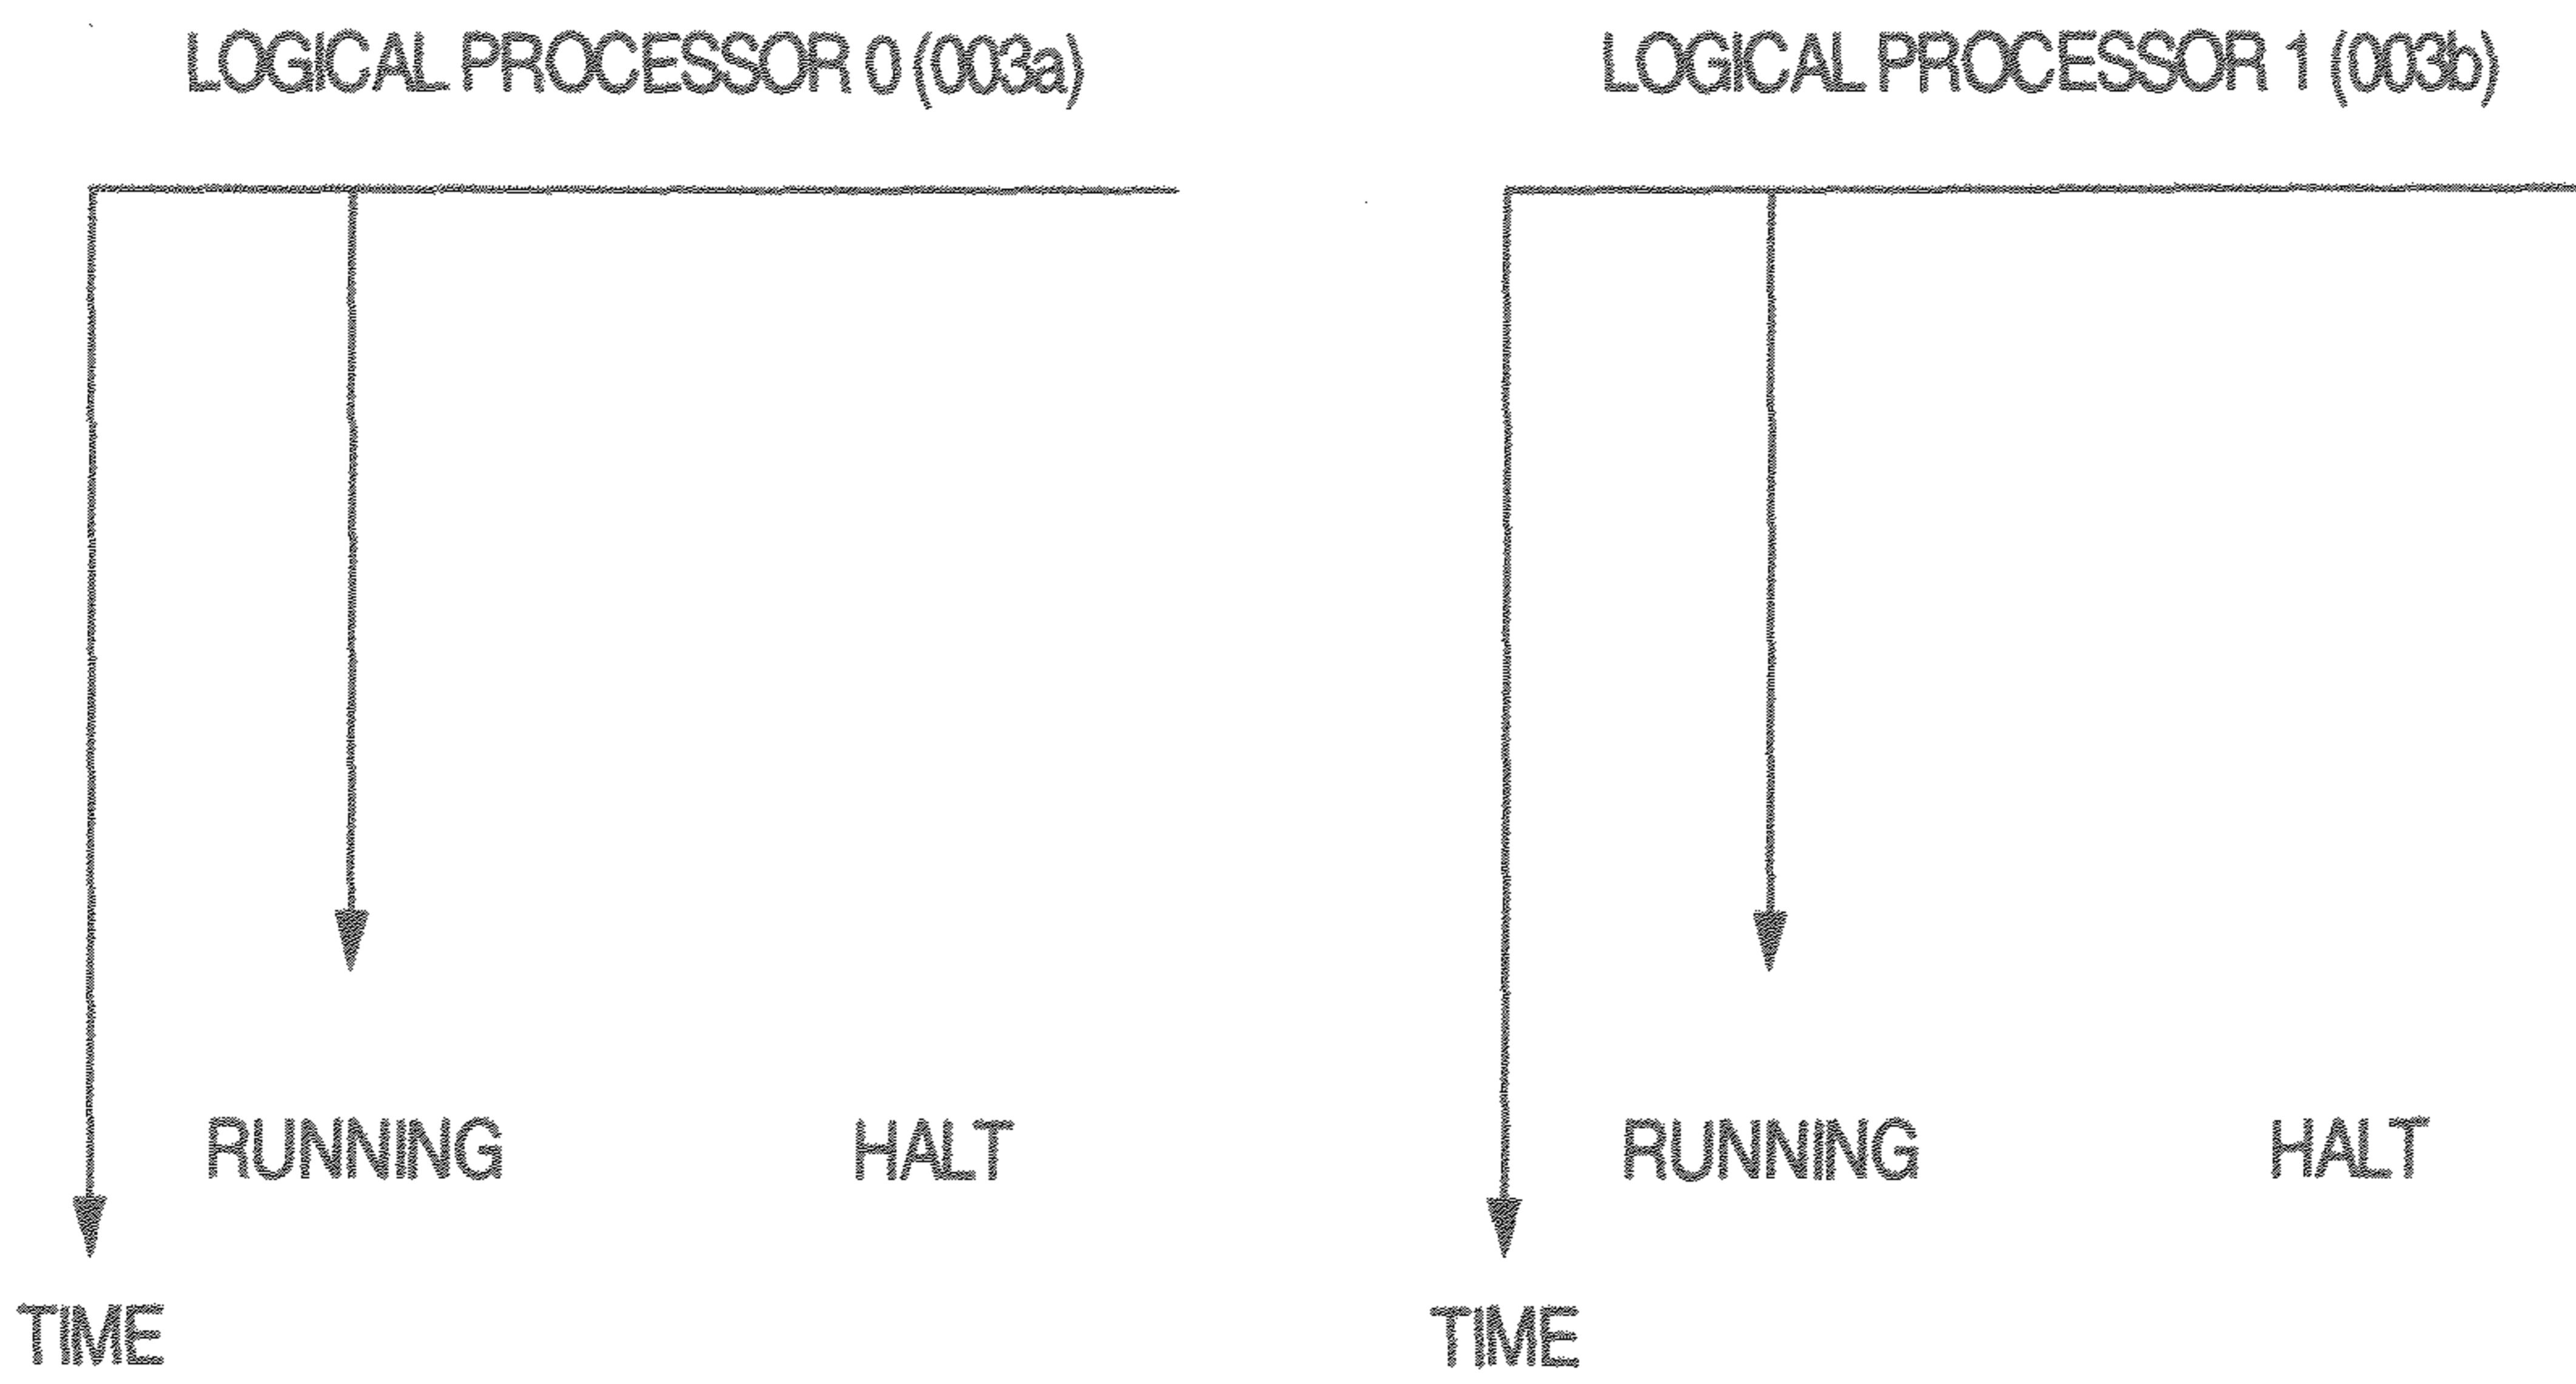 LOGICAL PROCESSOR 0 (003a)
LOGICAL PROCESSOR 1 (003b)
RUNNING
HALT
RUNNING
HALT
TIME
TIME